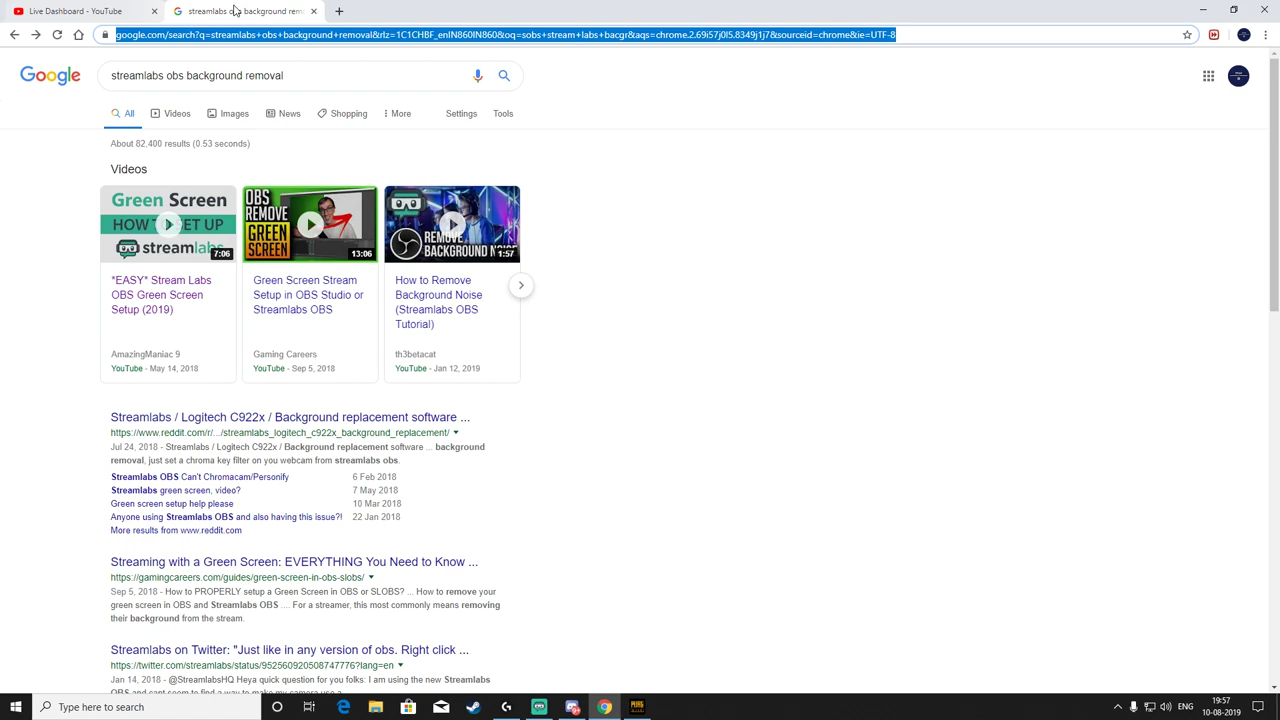 Live Dashboard - YouTube
streamlabs obs background rem
google.com/search?q=streamlabs+obs+background+removal&rlz=1C1CHBF_enIN860IN860&oq=sobs+stream+labs+bacgr&aqs=chrome.2.69i57j0l5.8349j1j7&sourceid=chrome&ie=UTF-8
Google
streamlabs obs background removal
All
Videos
Images
News
Shopping
More
Settings
Tools
About 82,400 results (0.53 seconds)
Videos
Green Screen
HOW TO SET UP
streamlabs
7:06
OBS
REMOVE
GREEN
SCREEN
13:06
REMOVE
BACKGROUND NOISE
1:57
*EASY* Stream Labs
OBS Green Screen
Setup (2019)
AmazingManiac 9
YouTube - May 14, 2018
Green Screen Stream
Setup in OBS Studio or
Streamlabs OBS
Gaming Careers
YouTube - Sep 5, 2018
How to Remove
Background Noise
(Streamlabs OBS
Tutorial)
th3betacat
YouTube - Jan 12, 2019
Streamlabs / Logitech C922x / Background replacement software ...
https://www.reddit.com/r/.../streamlabs_logitech_c922x_background_replacement/
Jul 24, 2018 - Streamlabs / Logitech C922x / Background replacement software ... background
removal, just set a chroma key filter on you webcam from streamlabs obs.
Streamlabs OBS Can't Chromacam/Personify 6 Feb 2018
Streamlabs green screen, video? 7 May 2018
Green screen setup help please 10 Mar 2018
Anyone using Streamlabs OBS and also having this issue?! 22 Jan 2018
More results from www.reddit.com
Streaming with a Green Screen: EVERYTHING You Need to Know ...
https://gamingcareers.com/guides/green-screen-in-obs-slobs/
Sep 5, 2018 - How to PROPERLY setup a Green Screen in OBS or SLOBS? ... How to remove your
green screen in OBS and Streamlabs OBS .... For a streamer, this most commonly means removing
their background from the stream.
Streamlabs on Twitter: "Just like in any version of obs. Right click ...
https://twitter.com/streamlabs/status/952560920508747776?lang=en
Jan 14, 2018 - @StreamlabsHQ Heya quick question for you folks: I am using the new Streamlabs
OBS and cant seem to find a way to make my camera use a
Type here to search
ENG
19:57
10-08-2019